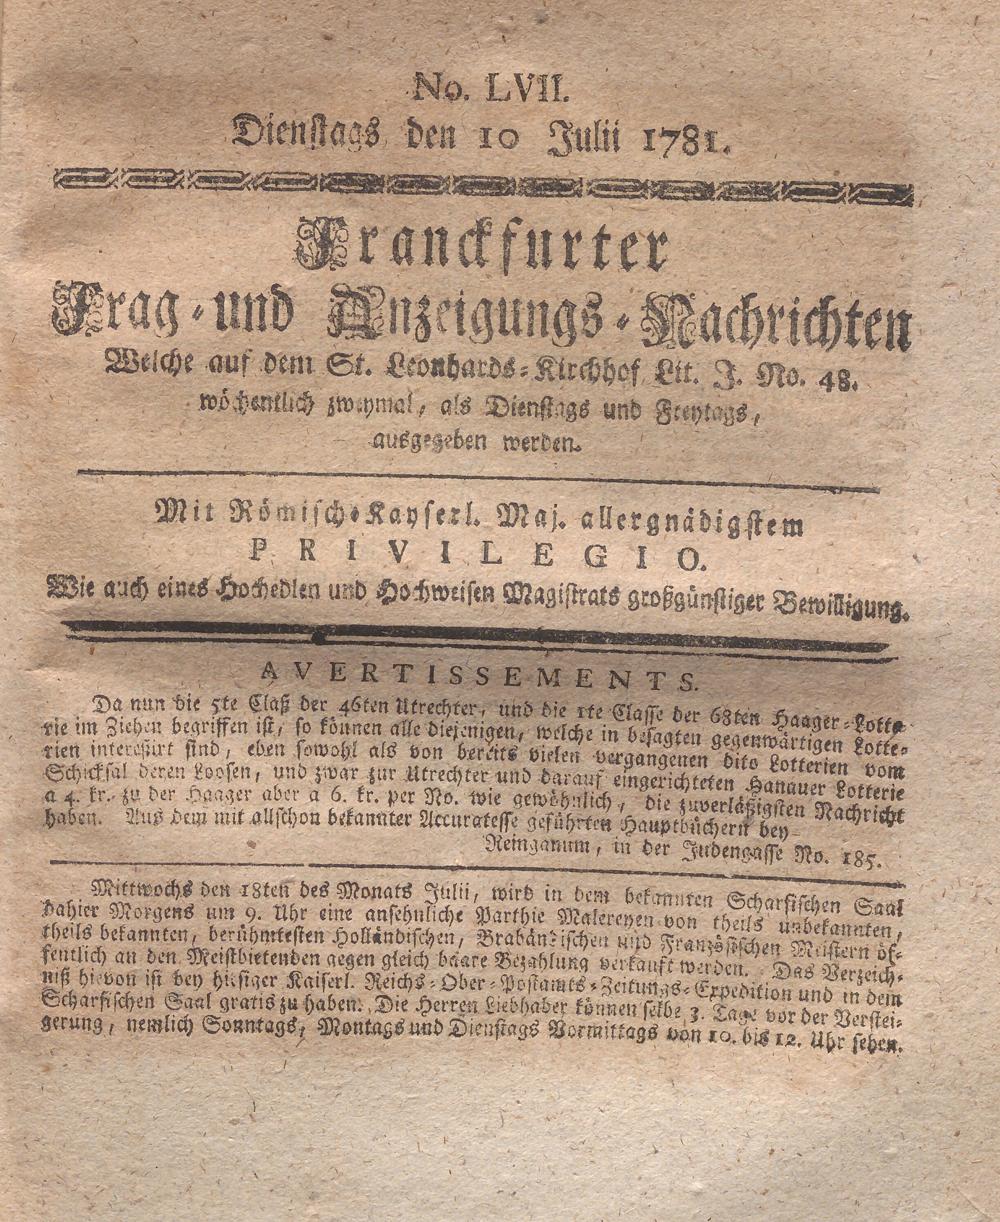 No. LVII.
Dienstags den 10 Julii 1781.
Franckfurter
Frag-und Anzeigungs-Nachrichten
Welche auf dem St. Leonhards-Kirchhof Lit. J. No. 48.
wöchentlich zweymal, als Dienstags und Freytags,
ausgegeben werden.
Mit Römisch-Kayserl. Maj. allergnädigstem
PRIVILEGIO.
Wie auch eines Hochedlen und Hochweisen Magistrats großgünstiger Bewilligung.
AVERTISSEMENTS.
Da nun die 5te Claß der 46ten Utrechter, und die 1te Classe der 68ten Haager-Lotte-
rie im Ziehen begriffen ist, so können alle diejenigen, welche in besagten gegenwärtigen Lotte-
rien interessirt sind, eben sowohl als von bereits vielen vergangenen dito Lotterien vom
Schicksal deren Loosen, und zwar zur Utrechter und darauf eingerichteten Hanauer Lotterie
a 4. kr. zu der Haager aber a 6. kr. per No. wie gewöhnlich, die zuverläßigsten Nachricht
haben. Aus dem mit allschon bekannter Accuratesse geführten Hauptbüchern bey
Reinganum, in der Judengasse No. 185.
Mittwochs den 18ten des Monats Julii, wird in dem bekannten Scharfischen Saal
dahier Morgens um 9. Uhr eine ansehnliche Parthie Malereyen von theils unbekannten,
theils bekannten, berühmtesten Holländischen, Brabändischen und Französischen Meistern öf-
fentlich an den Meistbietenden gegen gleich baare Bezahlung verkauft werden. Das Verzeich-
niß hievon ist bey hiesiger Kaiserl. Reichs-Ober-Postamts-Zeitungs-Expedition und in dem
Scharfischen Saal gratis zu haben. Die Herren Liebhaber können selbe 3. Tage vor der Verstei-
gerung, nemlich Sonntags, Montags und Dienstags Vormittags von 10. bis 12. Uhr sehen.